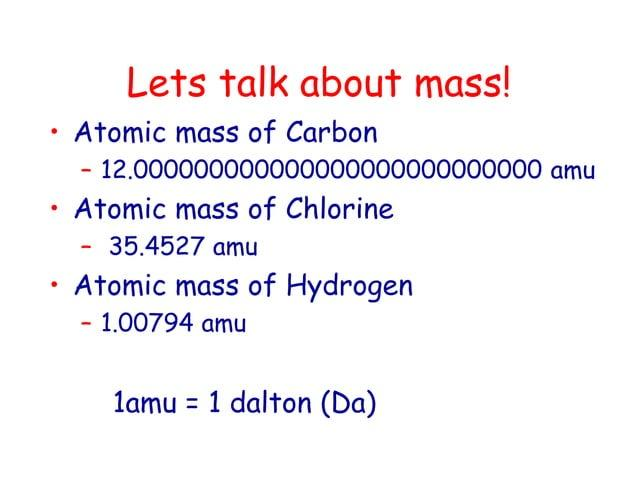 Lets talk about mass!
• Atomic mass of Carbon
– 12.000000000000000000000000000 amu
• Atomic mass of Chlorine
– 35.4527 amu
• Atomic mass of Hydrogen
– 1.00794 amu
1amu = 1 dalton (Da)